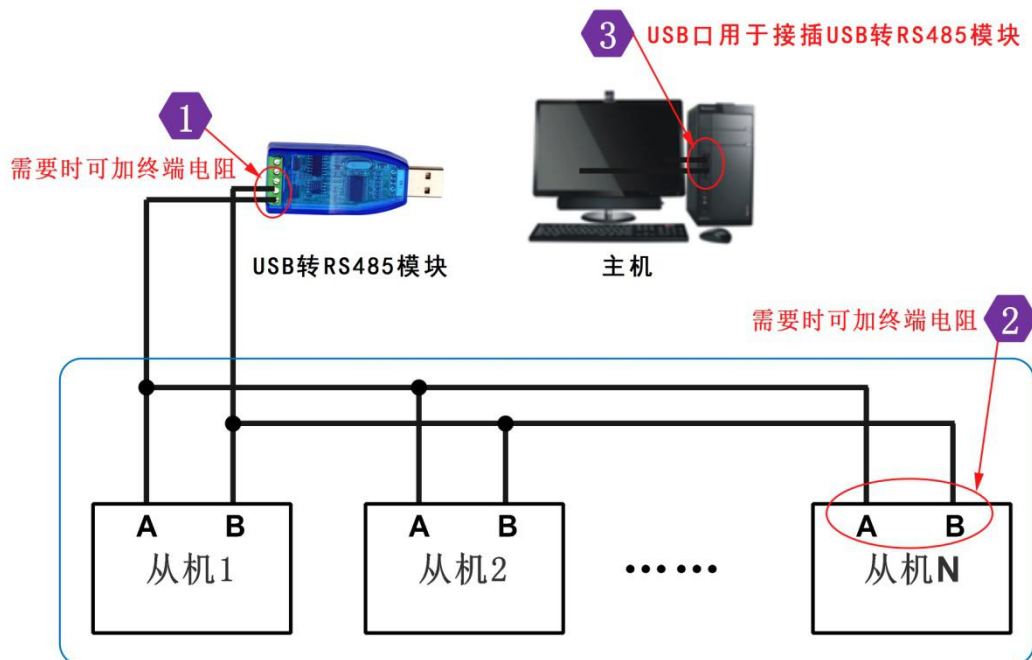 3
USB口用于接插USB转RS485模块
1
需要时可加终端电阻
USB转RS485模块
主机
需要时可加终端电阻
2
A B
A B
A B
从机1
从机2
……
从机N